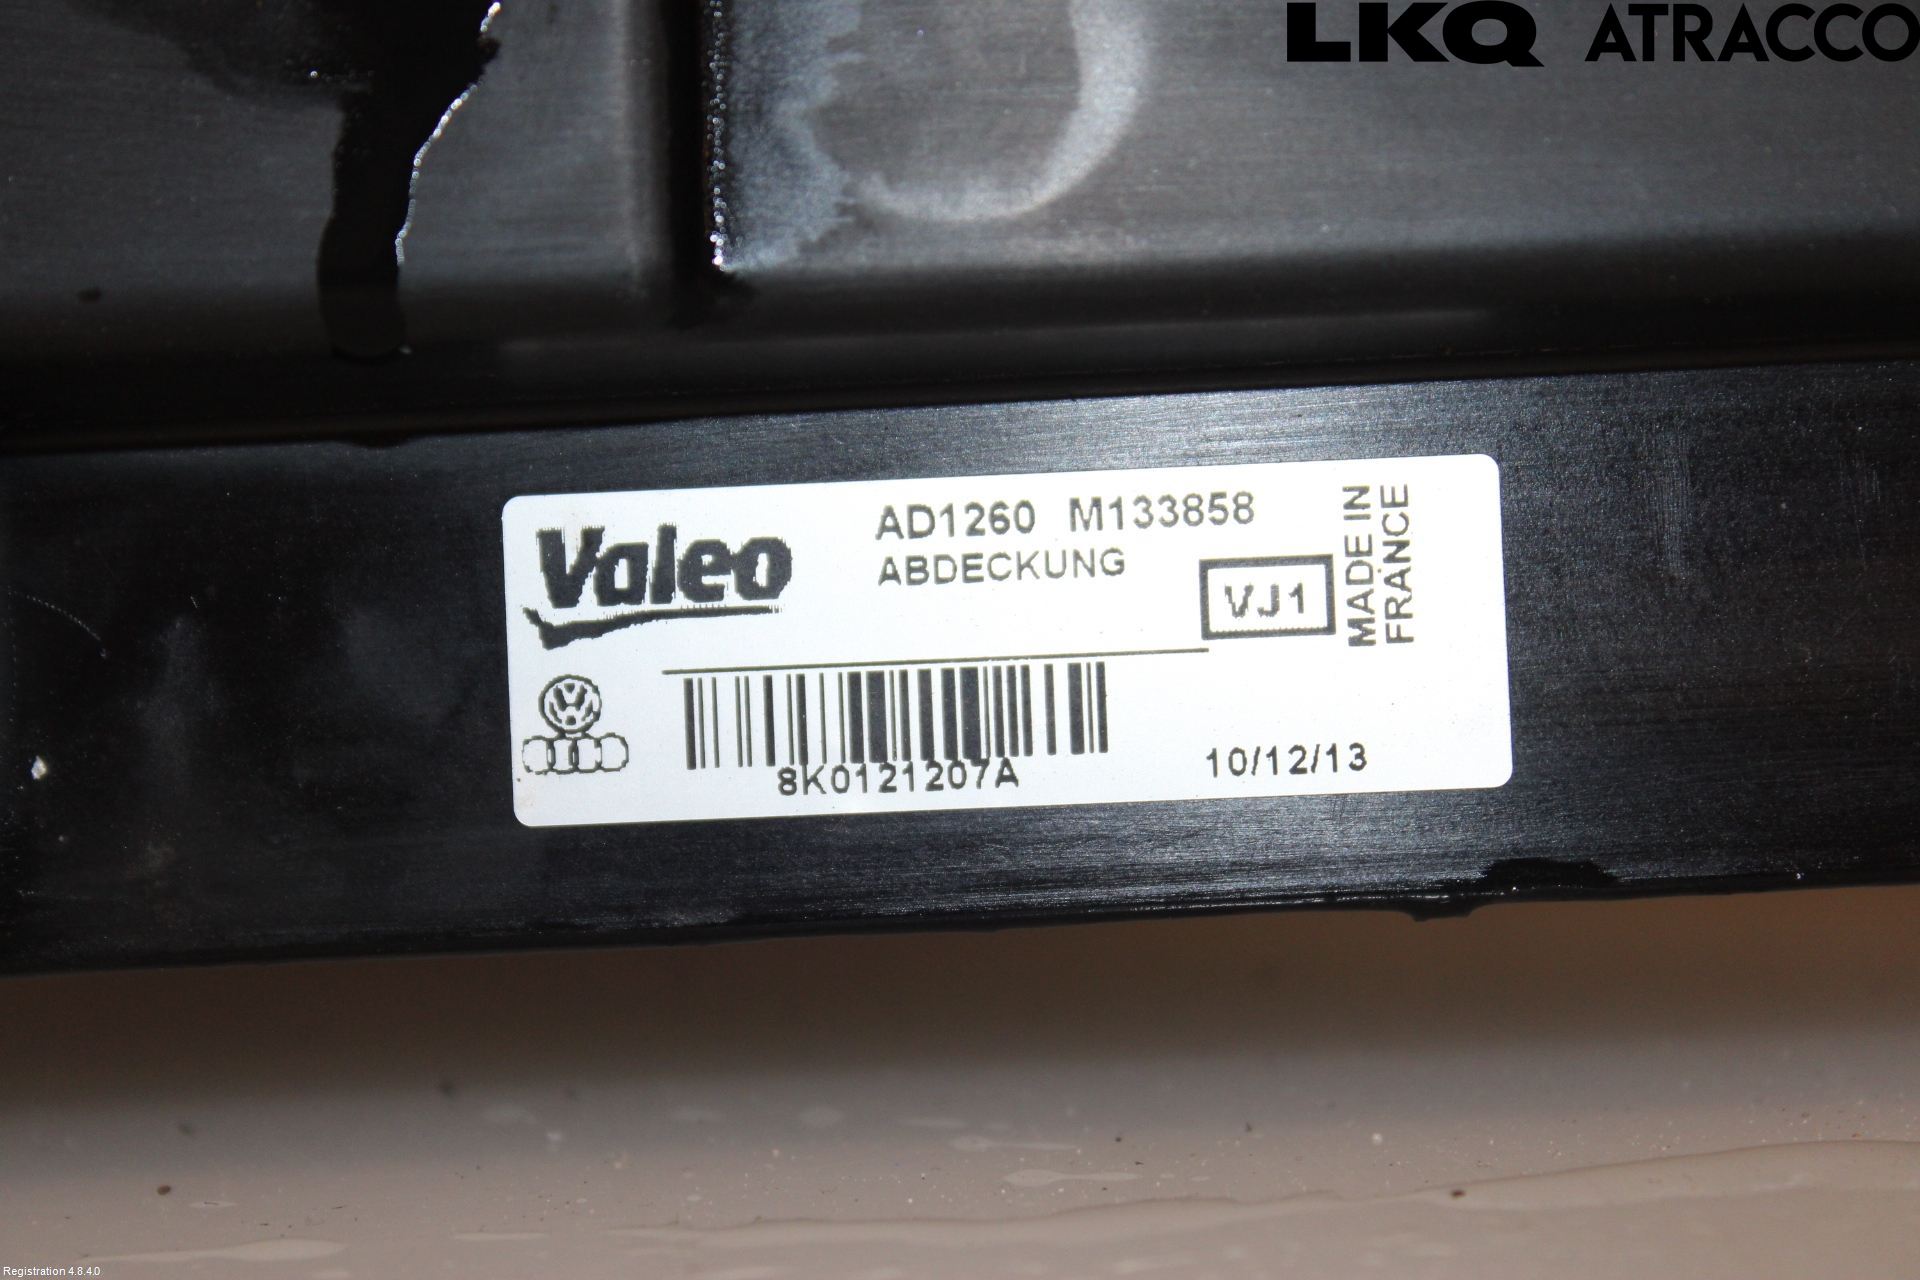 LKQ ATRACCO
Valeo
AD1260 M133858
ABDECKUNG
VJ1
MADE IN
FRANCE
8K0121207A
10/12/13
Registration 4.8.4.0